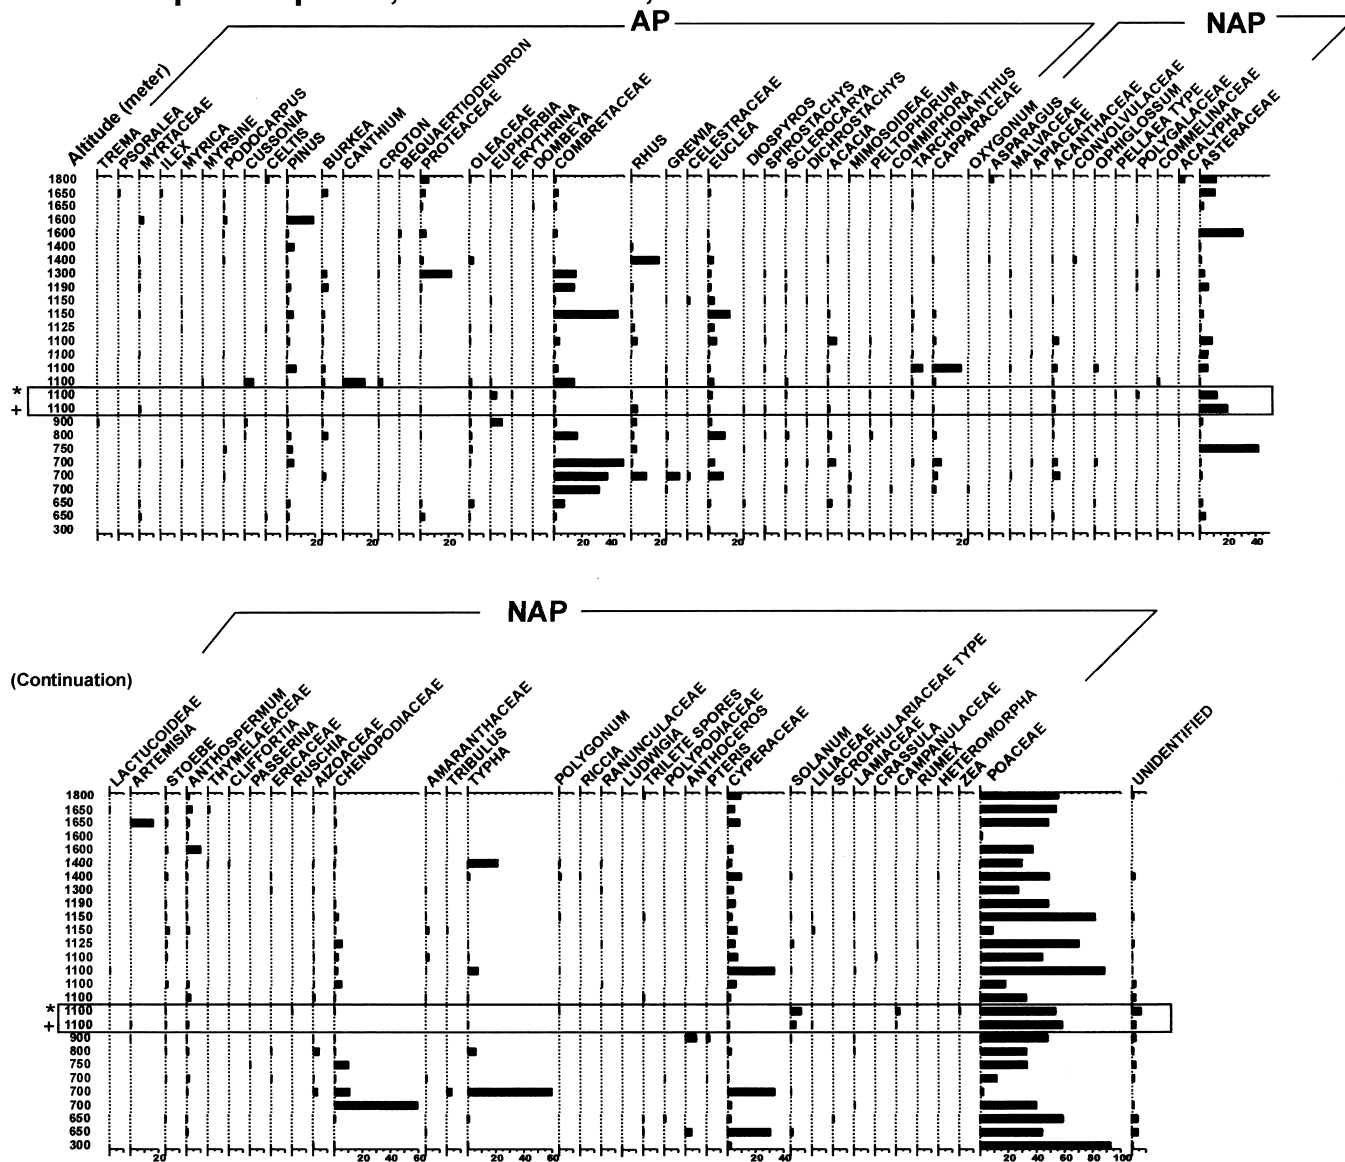 AP
NAP
Altitude (meter)
TREMA
PSORALEA
MYRTACEAE
ILEX
MYRICA
MYRSINE
PODOCARPUS
CUSSONIA
CELTIS
PINUS
BURKEA
CANTHIUM
CROTON
BEQUAERTIODENDRON
PROTEACEAE
OLEACEAE
EUPHORBIA
ERYTHRINA
DOMBEYA
COMBRETACEAE
RHUS
GREWIA
CELESTRACEAE
EUCLEA
DIOSPYROS
SPIROSTACHYS
SCLEROCARYA
DICHROSTACHYS
ACACIA
MIMOSOIDEAE
PELTOPHORUM
COMMIPHORA
TARCHONANTHUS
CAPPARACEAE
OXYGONUM
ASPARAGUS
MALVACEAE
APIACEAE
ACANTHACEAE
CONVOLVULACEAE
OPHIGLOSSUM
PELLAEA TYPE
POLYGALACEAE
COMMELINACEAE
ACALYPHA
ASTERACEAE
1800
1650
1650
1600
1600
1400
1400
1300
1190
1150
1150
1125
1100
1100
1100
1100
* 1100
+ 1100
900
800
750
700
700
700
650
650
300
20 20 20 20 40 20 20 20 20 40
NAP
(Continuation)
LACTUCOIDEAE
ARTEMISIA
STOEBE
ANTHOSPERMUM
THYMELAEACEAE
CLIFFORTIA
PASSERINA
ERICACEAE
RUSCHIA
AIZOACEAE
CHENOPODIACEAE
AMARANTHACEAE
TRIBULUS
TYPHA
POLYGONUM
RICCIA
RANUNCULACEAE
LUDWIGIA
TRILETE SPORES
POLYPODIACEAE
ANTHOCEROS
PTERIS
CYPERACEAE
SOLANUM
LILIACEAE
SCROPHULARIACEAE TYPE
LAMIACEAE
CRASSULA
CAMPANULACEAE
RUMEX
HETEROMORPHA
ZEA
POACEAE
UNIDENTIFIED
1800
1650
1650
1600
1600
1400
1400
1300
1190
1150
1150
1125
1100
1100
1100
1100
* 1100
+ 1100
900
800
750
700
700
700
650
650
300
20 20 40 60 20 40 60 20 40 20 40 60 80 100